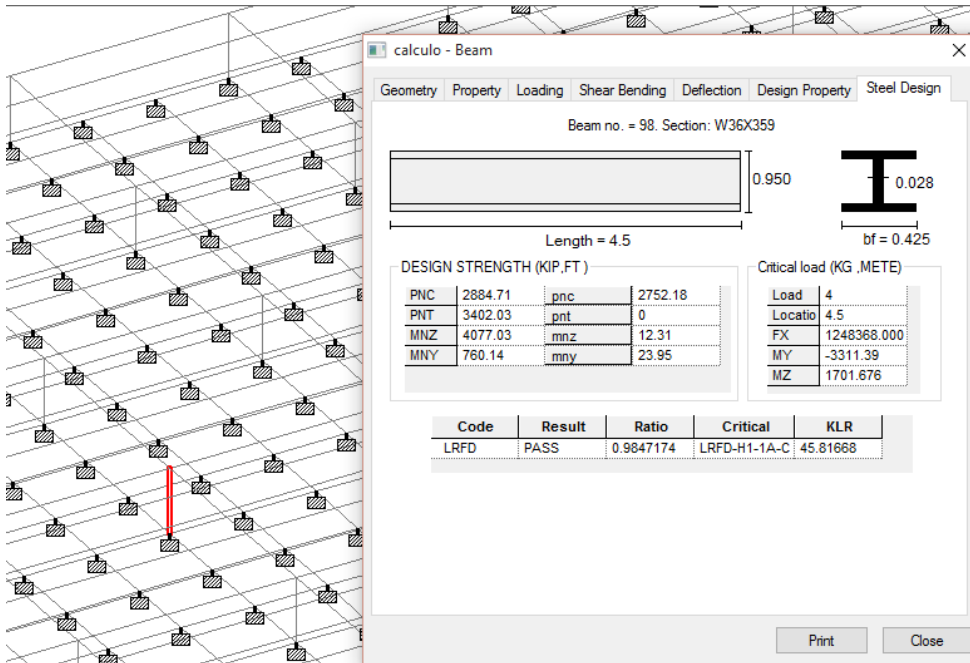 calculo - Beam
Geometry Property Loading Shear Bending Deflection Design Property Steel Design
Beam no. = 98. Section: W36X359
0.950
0.028
Length = 4.5
bf = 0.425
DESIGN STRENGTH (KIP,FT )
Critical load (KG ,METE)
PNC 2884.71 pnc 2752.18
Load 4
PNT 3402.03 pnt 0
Locatio 4.5
MNZ 4077.03 mnz 12.31
FX 1248368.000
MNY 760.14 mny 23.95
MY -3311.39
MZ 1701.676
Code Result Ratio Critical KLR
LRFD PASS 0.9847174 LRFD-H1-1A-C 45.81668
Print Close